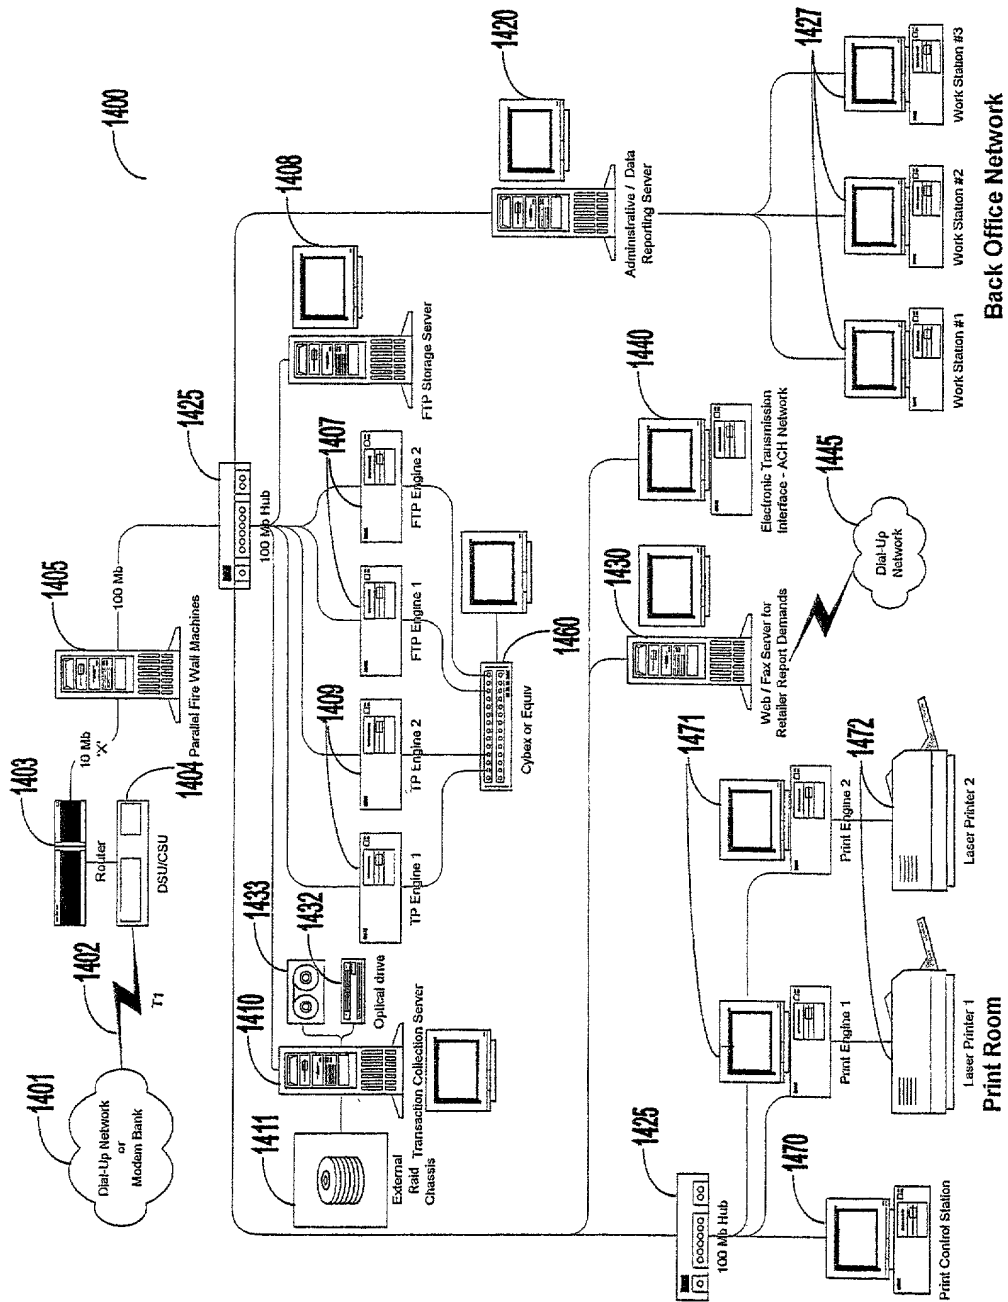 1400
1401
Dial-Up Network
or
Modem Bank
1402
T1
1403
Router
1404
DSU/CSU
10 Mb
'X'
1405
Parallel Fire Wall Machines
100 Mb
1425
100 Mb Hub
1408
FTP Storage Server
1407
FTP Engine 2
FTP Engine 1
1409
TP Engine 2
TP Engine 1
1460
Cybex or Equiv
1433
1432
Optical drive
1410
Transaction Collection Server
1411
External
Raid
Chassis
1420
Administrative / Data
Reporting Server
1427
Work Station #1
Work Station #2
Work Station #3
Back Office Network
1440
Electronic Transmission
Interface - ACH Network
1430
Web / Fax Server for
Retailer Report Demands
1445
Dial-Up
Network
1425
100 Mb Hub
1470
Print Control Station
1471
Print Engine 1
Print Engine 2
1472
Laser Printer 1
Laser Printer 2
Print Room